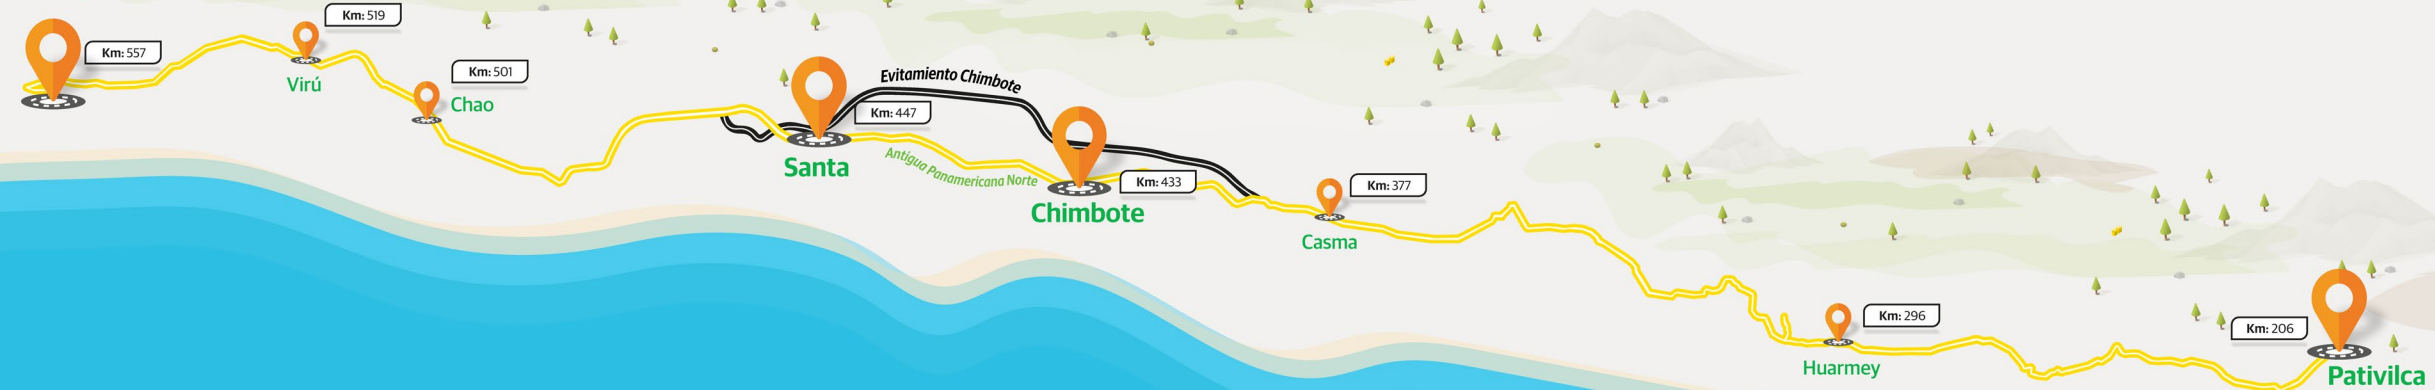 Km: 557
Km: 519
Virú
Km: 501
Chao
Evitamiento Chimbote
Km: 447
Santa
Antigua Panamericana Norte
Km: 433
Chimbote
Km: 377
Casma
Km: 296
Huarmey
Km: 206
Pativilca